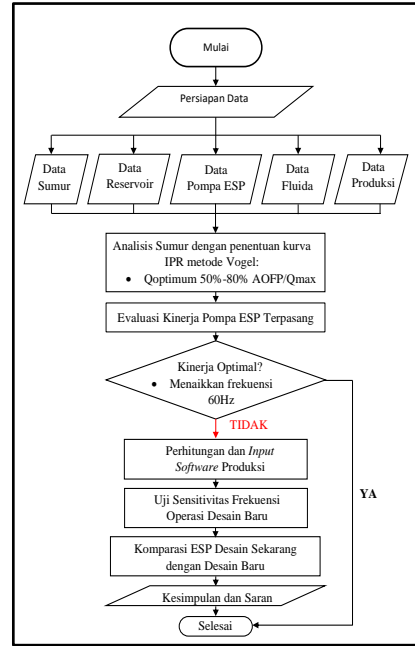 Mulai
Persiapan Data
Data
Sumur
Data
Reservoir
Data
Pompa ESP
Data
Fluida
Data
Produksi
Analisis Sumur dengan penentuan kurva
IPR metode Vogel:
• Qoptimum 50%-80% AOFP/Qmax
Evaluasi Kinerja Pompa ESP Terpasang
Kinerja Optimal?
• Menaikkan frekuensi
60Hz
TIDAK
YA
Perhitungan dan Input
Software Produksi
Uji Sensitivitas Frekuensi
Operasi Desain Baru
Komparasi ESP Desain Sekarang
dengan Desain Baru
Kesimpulan dan Saran
Selesai